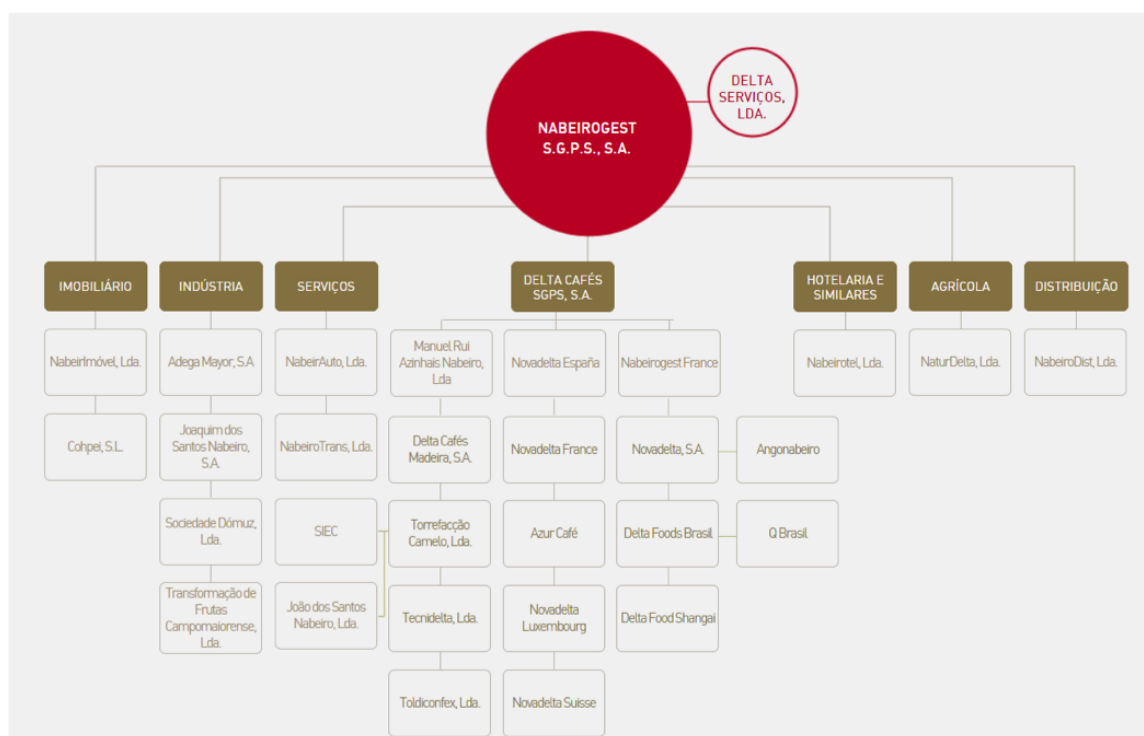 DELTA
SERVIÇOS,
LDA.
NABEIROGEST
S.G.P.S., S.A.
IMOBILIÁRIO
INDÚSTRIA
SERVIÇOS
DELTA CAFÉS
SGPS, S.A.
HOTELARIA E
SIMILARES
AGRÍCOLA
DISTRIBUIÇÃO
NabeirImóvel, Lda.
Adega Mayor, S.A
NabeirAuto, Lda.
Manuel Rui
Azinhais Nabeiro,
Lda
Novadelta España
Nabeirogest France
Nabeirotel, Lda.
NaturDelta, Lda.
NabeiroDist, Lda.
Cohpei, S.L.
Joaquim dos
Santos Nabeiro,
S.A.
NabeiroTrans, Lda.
Delta Cafés
Madeira, S.A.
Novadelta France
Novadelta, S.A.
Angonabeiro
Sociedade Dómuz,
Lda.
SIEC
Torrefacção
Camelo, Lda.
Azur Café
Delta Foods Brasil
Q Brasil
Transformação de
Frutas
Campomaiorense,
Lda.
João dos Santos
Nabeiro, Lda.
Tecnidelta, Lda.
Novadelta
Luxembourg
Delta Food Shangai
Toldiconfex, Lda.
Novadelta Suisse